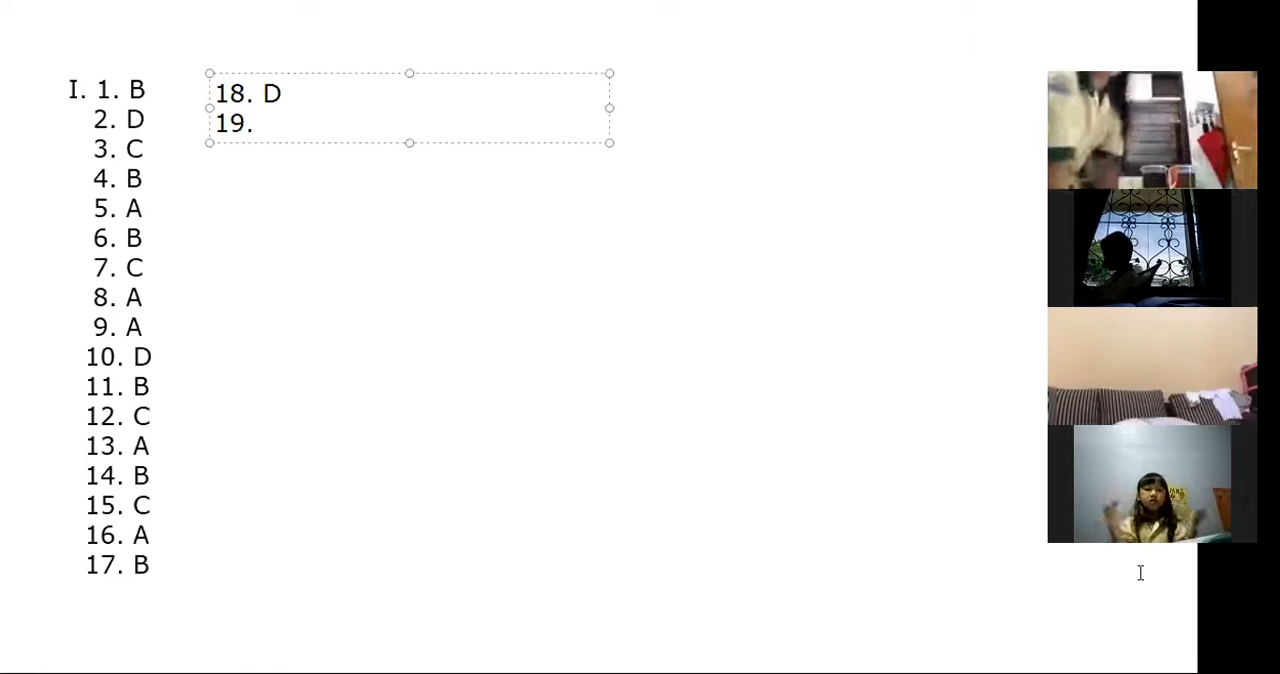 I. 1. B
2. D
3. C
4. B
5. A
6. B
7. C
8. A
9. A
10. D
11. B
12. C
13. A
14. B
15. C
16. A
17. B
18. D
19.